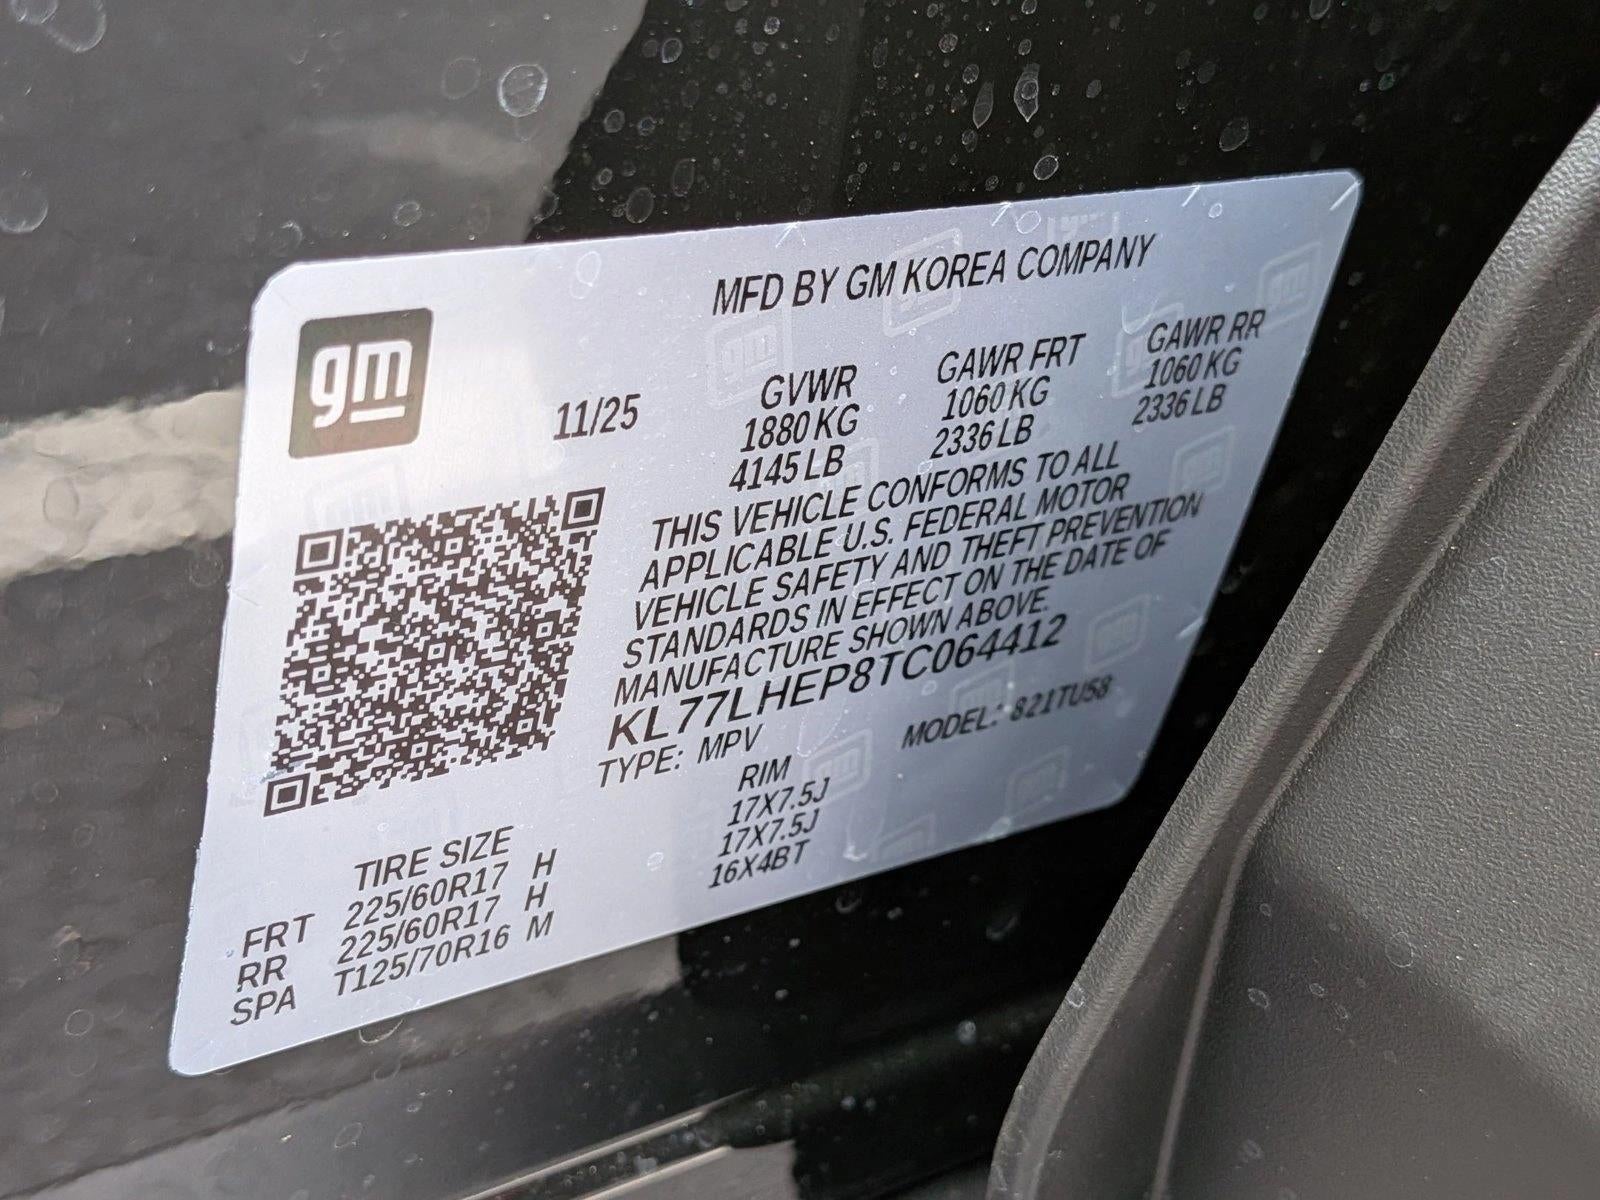 MFD BY GM KOREA COMPANY
gm
11/25
GVWR GAWR FRT GAWR RR
1880 KG 1060 KG 1060 KG
4145 LB 2336 LB 2336 LB
THIS VEHICLE CONFORMS TO ALL
APPLICABLE U.S. FEDERAL MOTOR
VEHICLE SAFETY AND THEFT PREVENTION
STANDARDS IN EFFECT ON THE DATE OF
MANUFACTURE SHOWN ABOVE.
KL77LHEP8TC064412
TYPE: MPV MODEL: 821TU58
TIRE SIZE RIM
FRT 225/60R17 H 17X7.5J
RR 225/60R17 H 17X7.5J
SPA T125/70R16 M 16X4BT